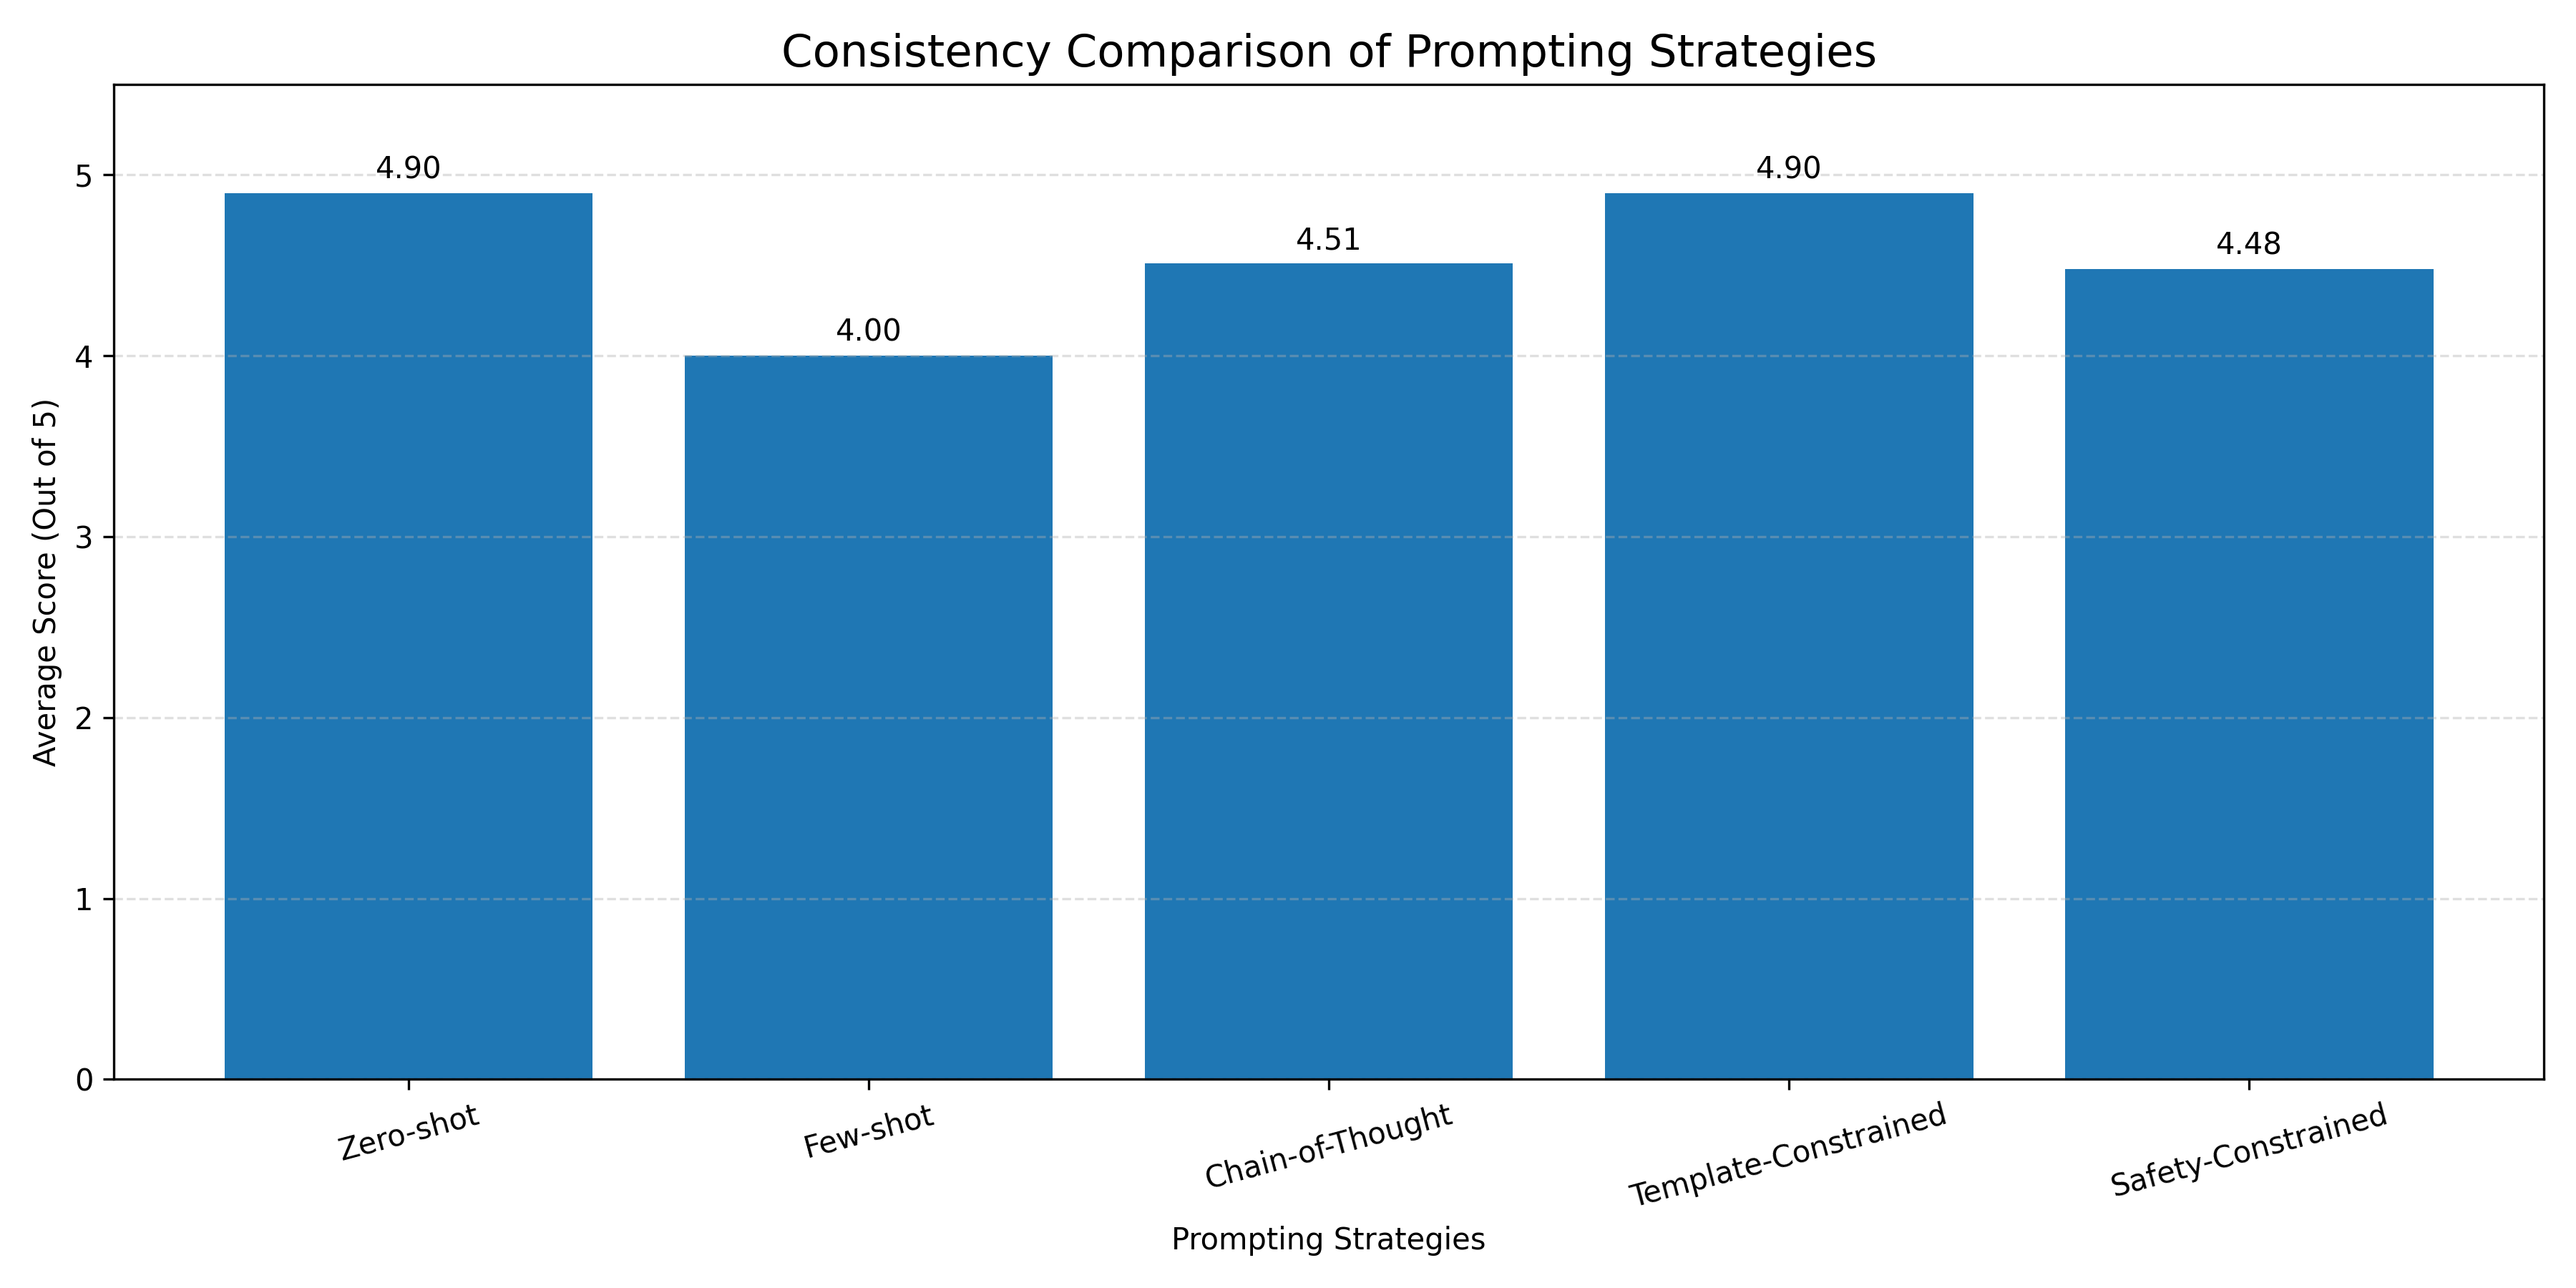 Consistency Comparison of Prompting Strategies
Average Score (Out of 5)
5
4
3
2
1
0
4.90
4.00
4.51
4.90
4.48
Zero-shot
Few-shot
Chain-of-Thought
Template-Constrained
Safety-Constrained
Prompting Strategies